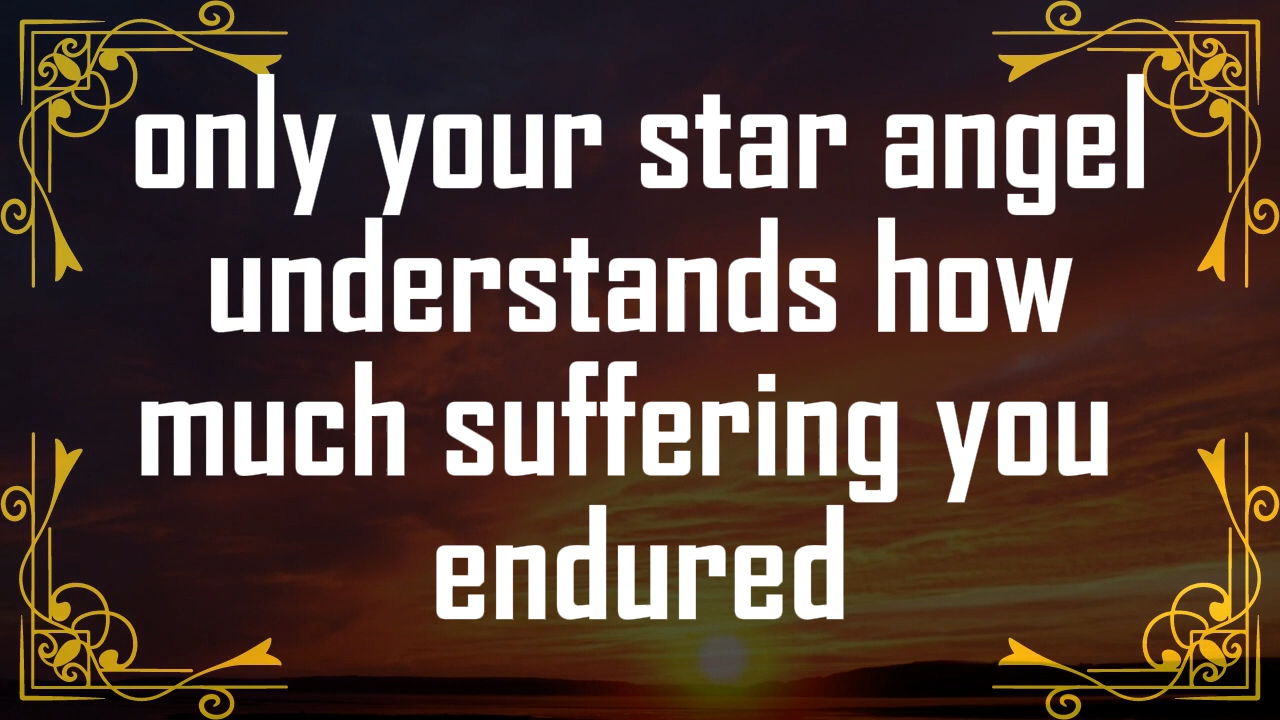 only your star angel
understands how
much suffering you
endured